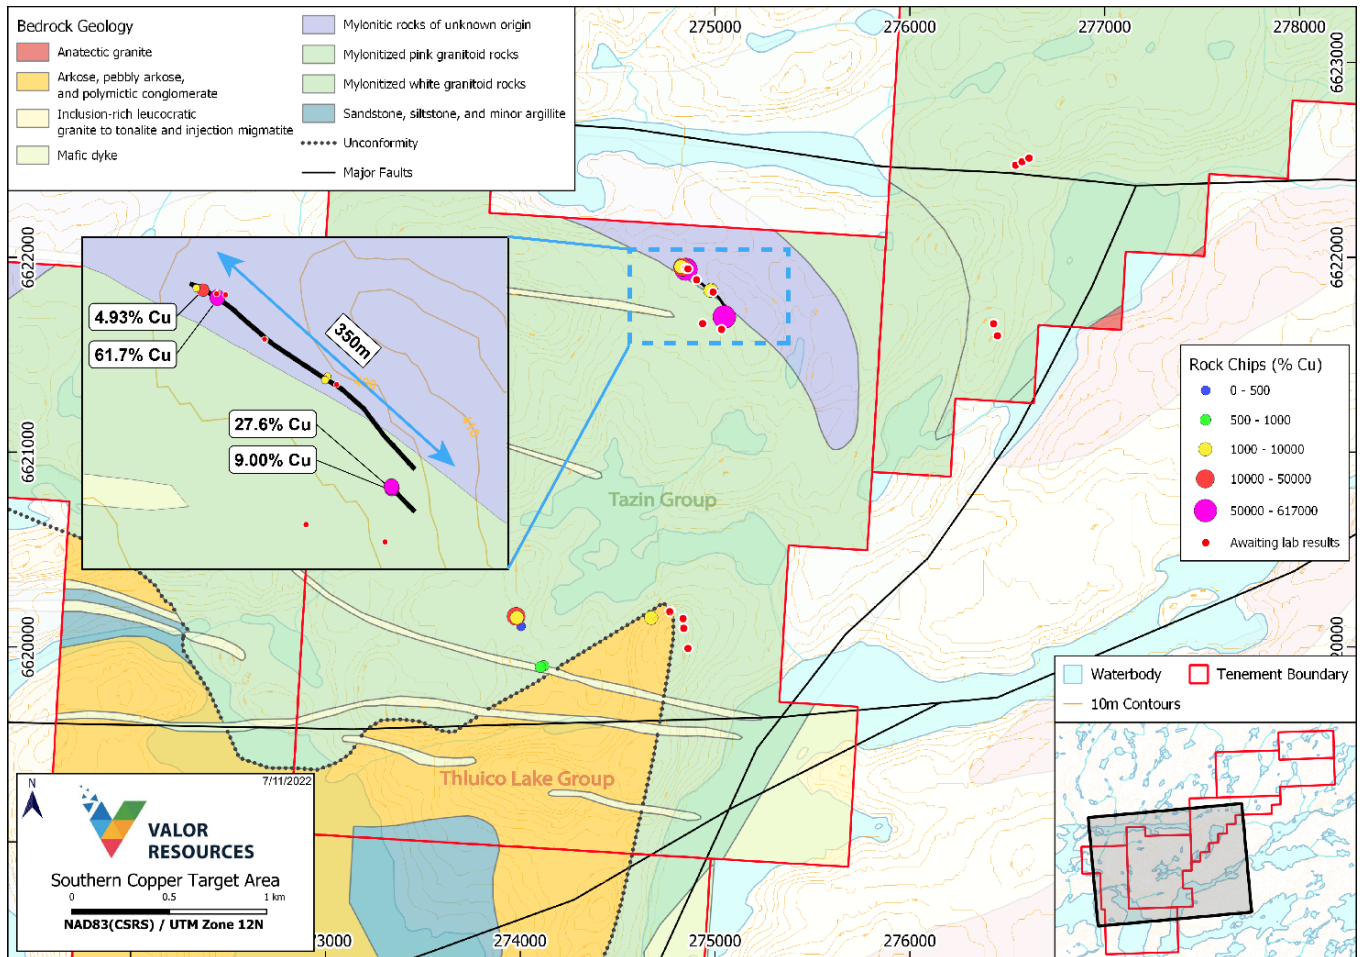 Bedrock Geology
Anatectic granite
Arkose, pebbly arkose,
and polymictic conglomerate
Inclusion-rich leucocratic
granite to tonalite and injection migmatite
Mafic dyke
Mylonitic rocks of unknown origin
Mylonitized pink granitoid rocks
Mylonitized white granitoid rocks
Sandstone, siltstone, and minor argillite
Unconformity
Major Faults
275000
276000
277000
278000
6623000
6622000
6622000
6621000
6620000
4.93% Cu
61.7% Cu
350m
27.6% Cu
9.00% Cu
416
Tazin Group
Thluico Lake Group
Rock Chips (% Cu)
0 - 500
500 - 1000
1000 - 10000
10000 - 50000
50000 - 617000
Awaiting lab results
Waterbody
Tenement Boundary
10m Contours
N
7/11/2022
VALOR
RESOURCES
Southern Copper Target Area
0 0.5 1 km
NAD83(CSRS) / UTM Zone 12N
274000
275000
276000